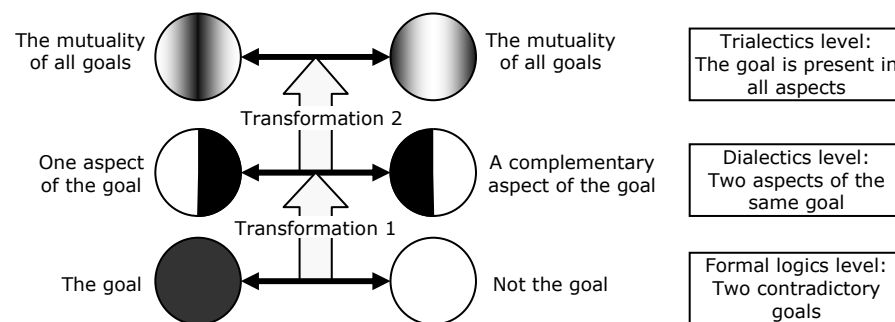 The mutuality
of all goals
The mutuality
of all goals
Trialectics level:
The goal is present in
all aspects
Transformation 2
One aspect
of the goal
A complementary
aspect of the goal
Dialectics level:
Two aspects of the
same goal
Transformation 1
The goal
Not the goal
Formal logics level:
Two contradictory
goals